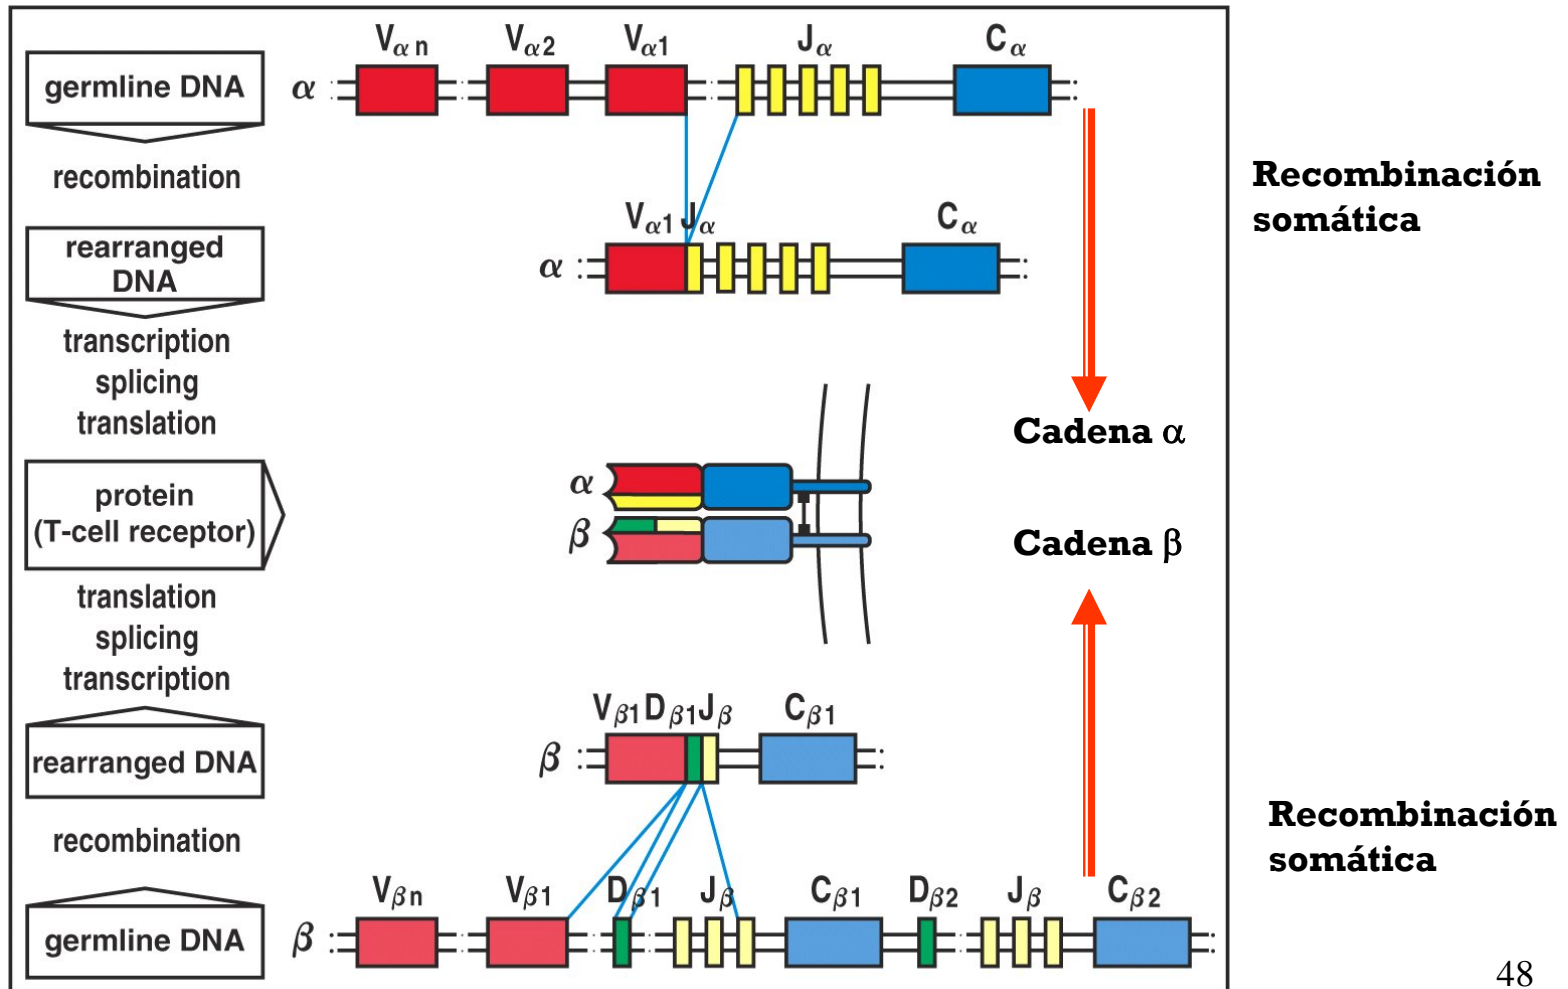 Vα n Vα2 Vα1 Jα Cα
germline DNA
α
recombination
Recombinación
somática
Vα1 Jα Cα
rearranged
DNA
α
transcription
splicing
translation
Cadena α
protein
(T-cell receptor)
α
β
Cadena β
translation
splicing
transcription
Vβ1 Dβ1 Jβ Cβ1
rearranged DNA
β
recombination
Recombinación
somática
Vβn Vβ1 Dβ1 Jβ Cβ1 Dβ2 Jβ Cβ2
germline DNA
β
48